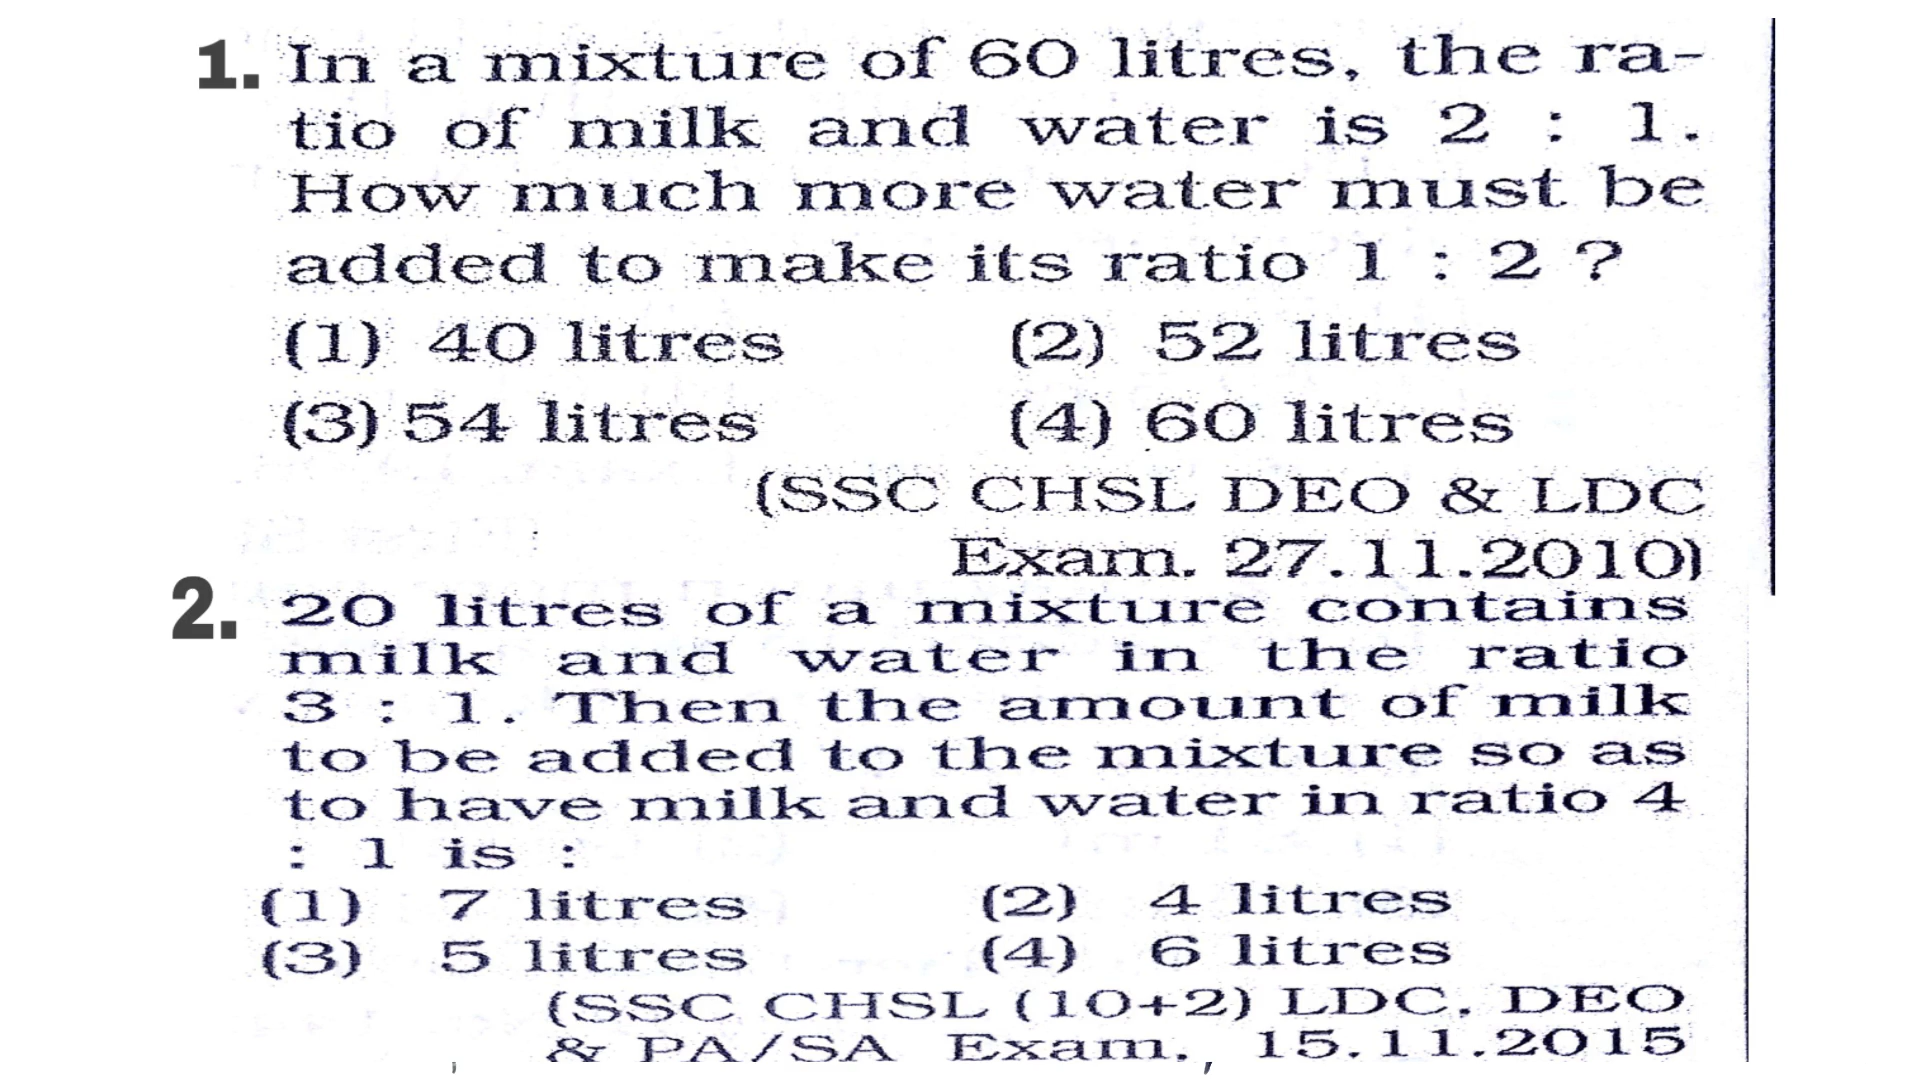 1. In a mixture of 60 litres, the ra-
tio of milk and water is 2 : 1.
How much more water must be
added to make its ratio 1 : 2 ?
(1) 40 litres (2) 52 litres
(3) 54 litres (4) 60 litres
(SSC CHSL DEO & LDC
Exam. 27.11.2010)
2. 20 litres of a mixture contains
milk and water in the ratio
3 : 1. Then the amount of milk
to be added to the mixture so as
to have milk and water in ratio 4
: 1 is :
(1) 7 litres (2) 4 litres
(3) 5 litres (4) 6 litres
(SSC CHSL (10+2) LDC, DEO
& PA/SA Exam, 15.11.2015